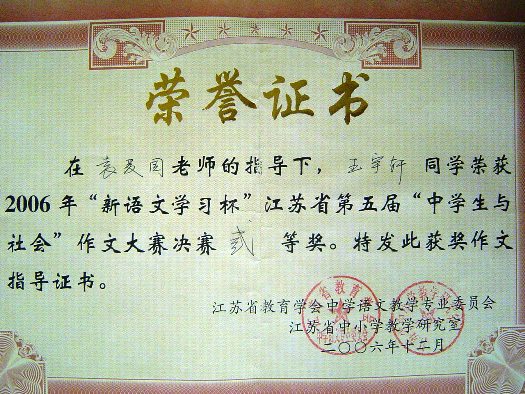 荣誉证书
在袁爱国老师的指导下，王宇轩同学荣获
2006年“新语文学习杯”江苏省第五届“中学生与
社会”作文大赛决赛 贰 等奖。特发此获奖作文
指导证书。
江苏省教育学会中学语文教学专业委员会
江苏省中小学教学研究室
二〇〇六年十二月